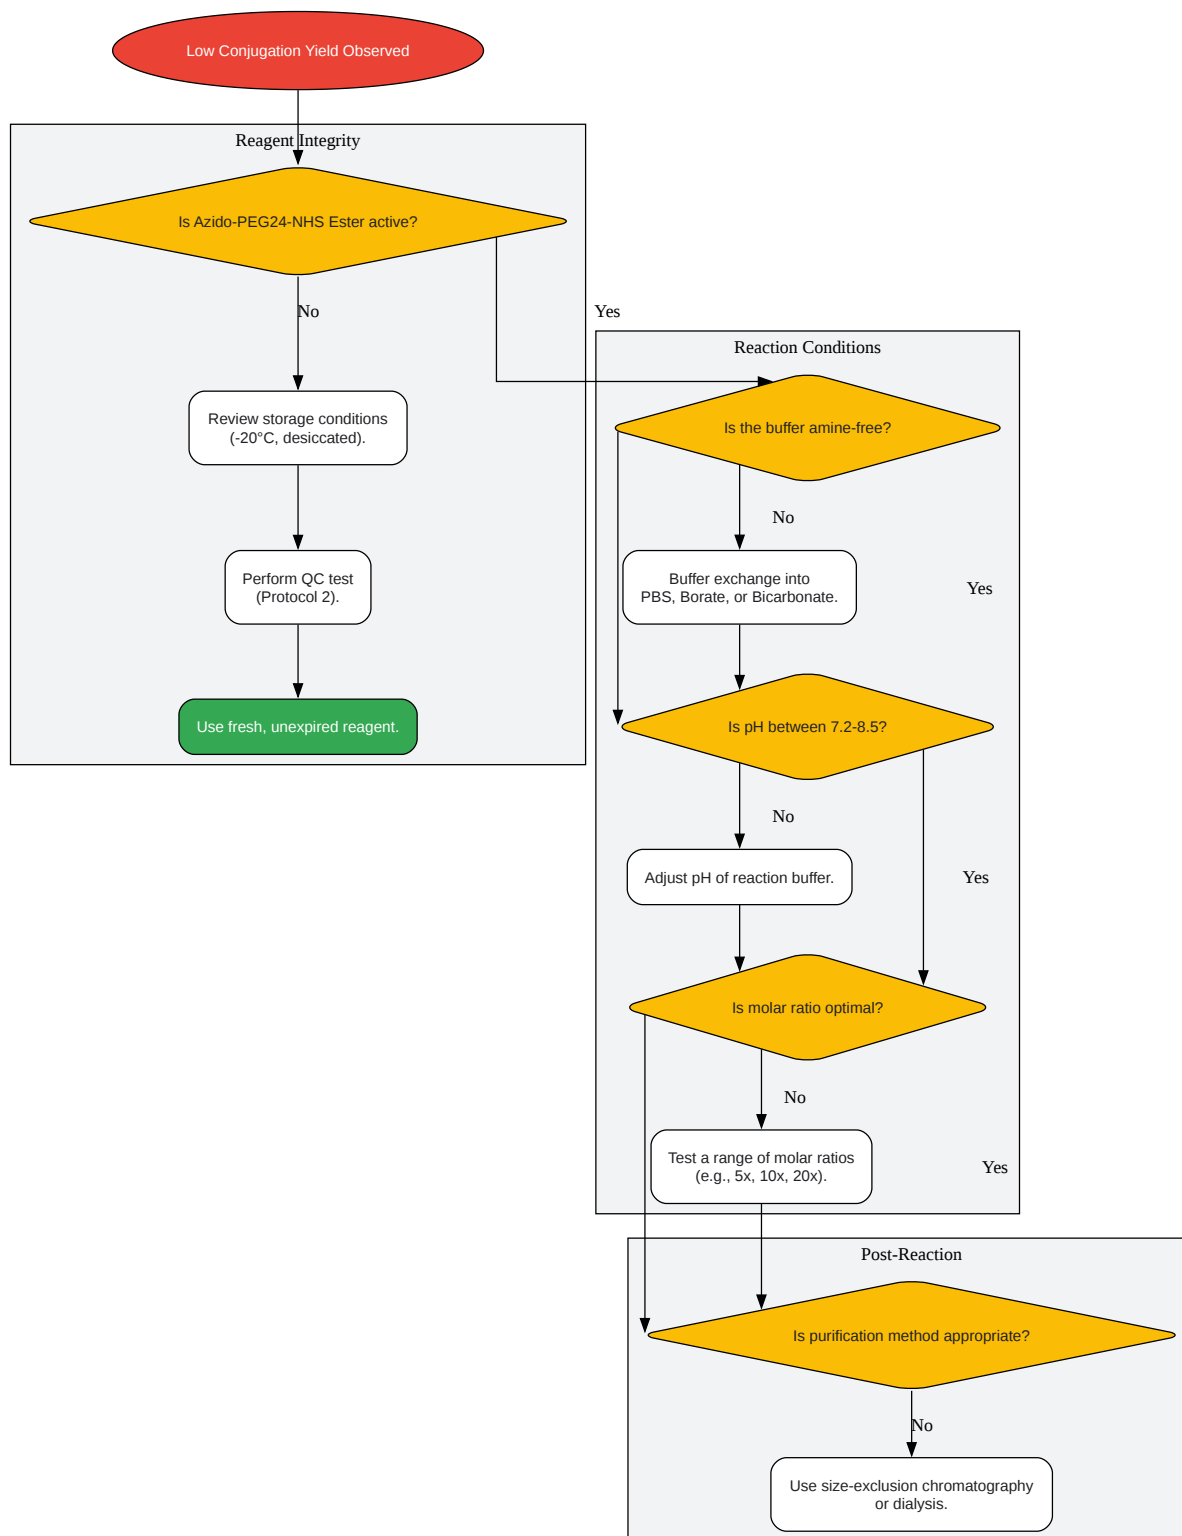 Low Conjugation Yield Observed
Reagent Integrity
Is Azido-PEG24-NHS Ester active?
No
Yes
Review storage conditions
(-20°C, desiccated).
Perform QC test
(Protocol 2).
Use fresh, unexpired reagent.
Reaction Conditions
Is the buffer amine-free?
No
Buffer exchange into
PBS, Borate, or Bicarbonate.
Yes
Is pH between 7.2-8.5?
No
Adjust pH of reaction buffer.
Yes
Is molar ratio optimal?
No
Test a range of molar ratios
(e.g., 5x, 10x, 20x).
Yes
Post-Reaction
Is purification method appropriate?
No
Use size-exclusion chromatography
or dialysis.